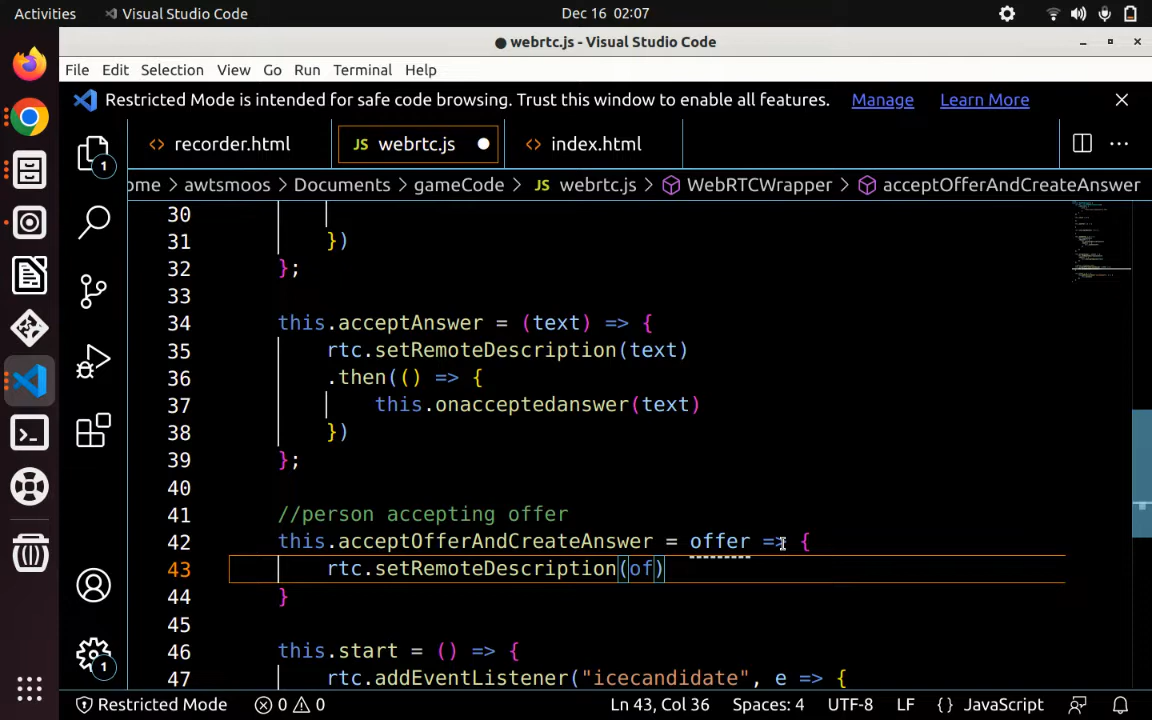 Activities Visual Studio Code Dec 16 02:07
webrtc.js - Visual Studio Code
File Edit Selection View Go Run Terminal Help
Restricted Mode is intended for safe code browsing. Trust this window to enable all features. Manage Learn More
recorder.html JS webrtc.js index.html
ome > awtsmoos > Documents > gameCode > JS webrtc.js > WebRTCWrapper > acceptOfferAndCreateAnswer
30
31 })
32 };
33
34 this.acceptAnswer = (text) => {
35 rtc.setRemoteDescription(text)
36 .then(() => {
37 this.onacceptedanswer(text)
38 })
39 };
40
41 //person accepting offer
42 this.acceptOfferAndCreateAnswer = offer => {
43 rtc.setRemoteDescription(of)
44 }
45
46 this.start = () => {
47 rtc.addEventListener("icecandidate", e => {
1
1
Restricted Mode 0 0 Ln 43, Col 36 Spaces: 4 UTF-8 LF {} JavaScript